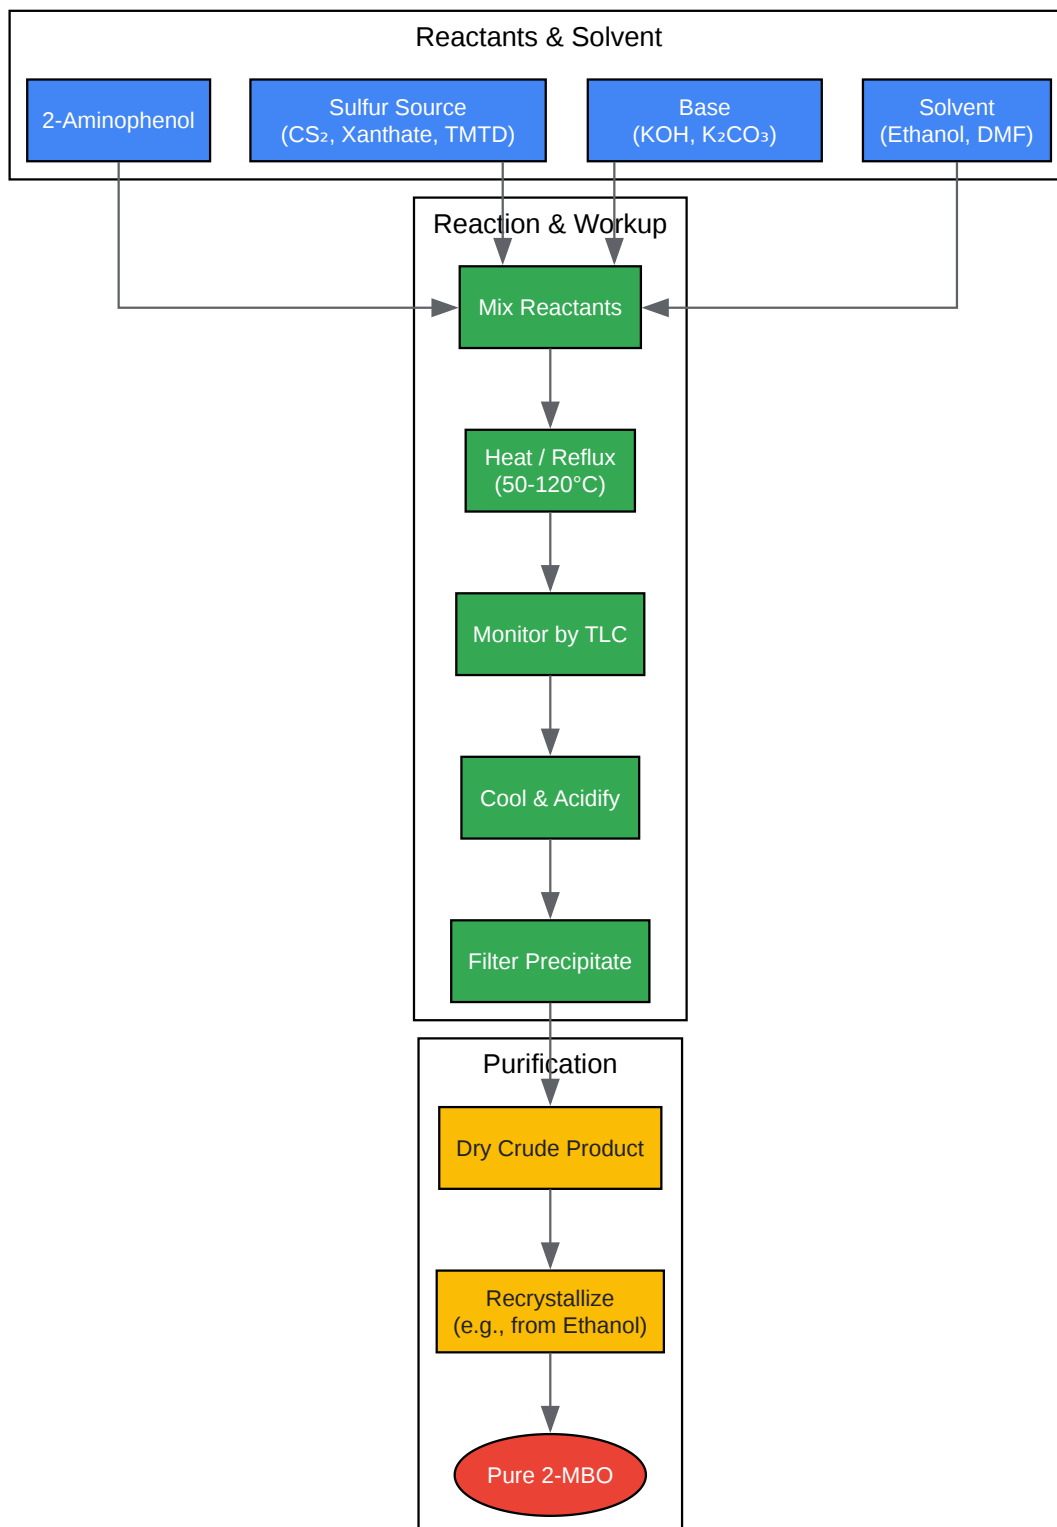 Reactants & Solvent
2-Aminophenol
Sulfur Source
(CS₂, Xanthate, TMTD)
Base
(KOH, K₂CO₃)
Solvent
(Ethanol, DMF)
Reaction & Workup
Mix Reactants
Heat / Reflux
(50-120°C)
Monitor by TLC
Cool & Acidify
Filter Precipitate
Purification
Dry Crude Product
Recrystallize
(e.g., from Ethanol)
Pure 2-MBO